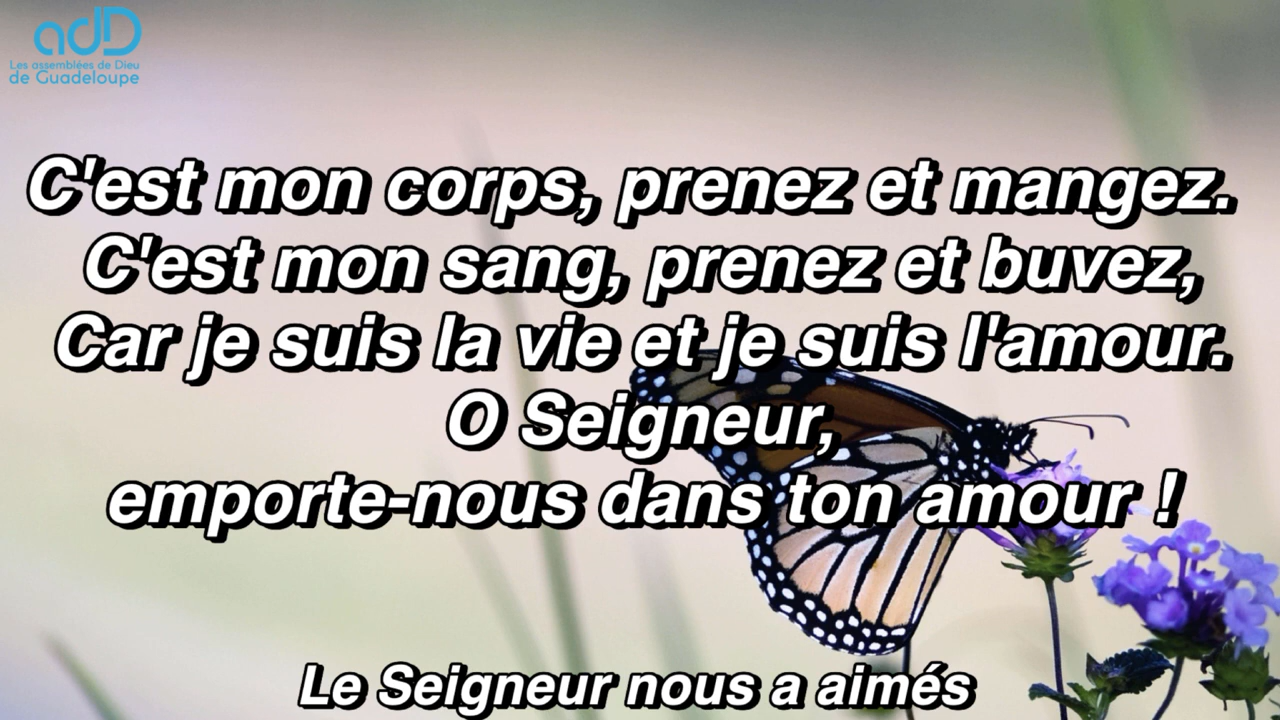 adD
Les assemblées de Dieu
de Guadeloupe
C'est mon corps, prenez et mangez.
C'est mon sang, prenez et buvez,
Car je suis la vie et je suis l'amour.
O Seigneur,
emporte-nous dans ton amour !
Le Seigneur nous a aimés